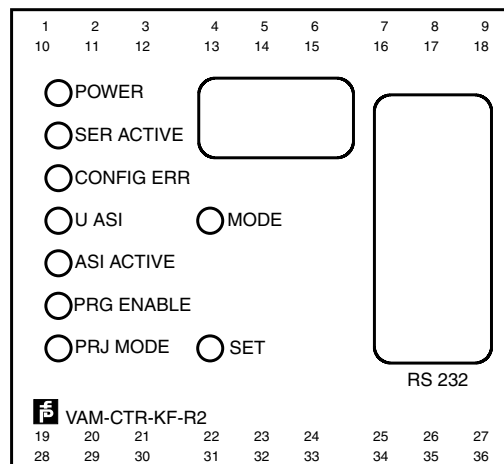 1 2 3 4 5 6 7 8 9
10 11 12 13 14 15 16 17 18
POWER
SER ACTIVE
CONFIG ERR
U ASI MODE
ASI ACTIVE
PRG ENABLE
PRJ MODE SET
RS 232
VAM-CTR-KF-R2
19 20 21 22 23 24 25 26 27
28 29 30 31 32 33 34 35 36